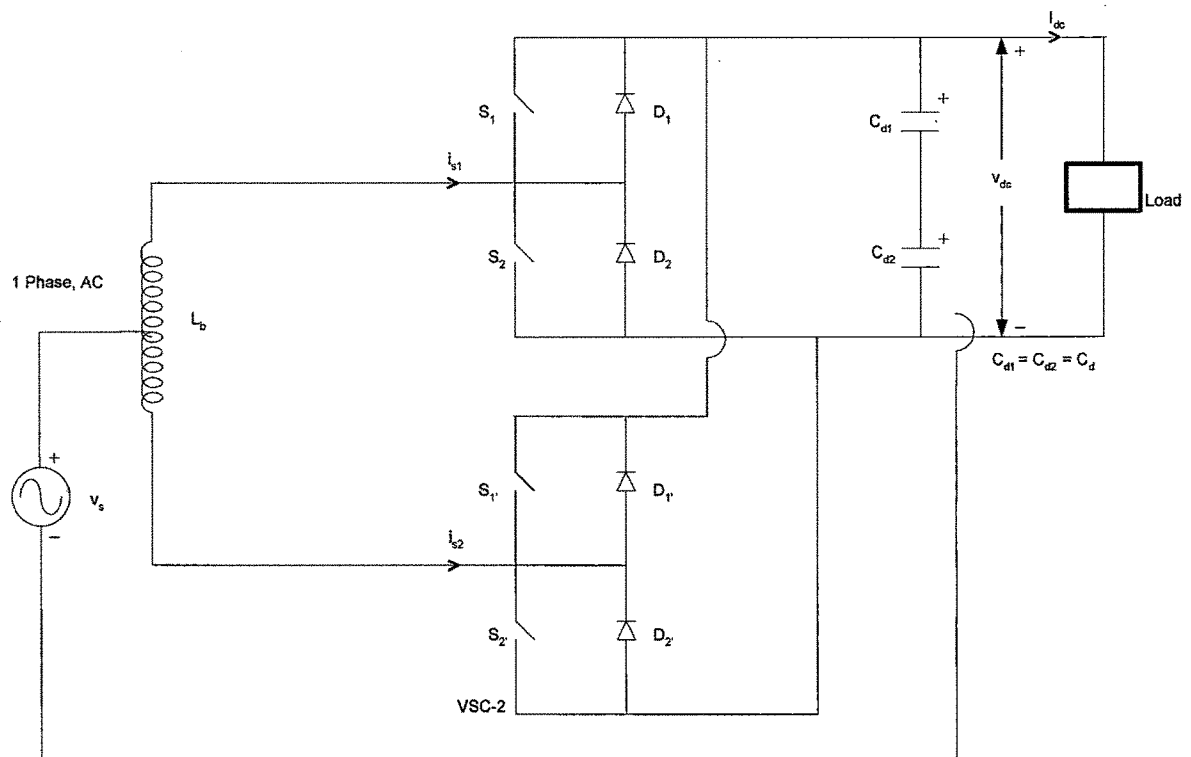 I_dc
S_1
D_1
C_d1
+
+
i_s1
v_dc
Load
S_2
D_2
C_d2
+
1 Phase, AC
L_b
−
C_d1 = C_d2 = C_d
+
v_s
−
S_1'
D_1'
i_s2
S_2'
D_2'
VSC-2